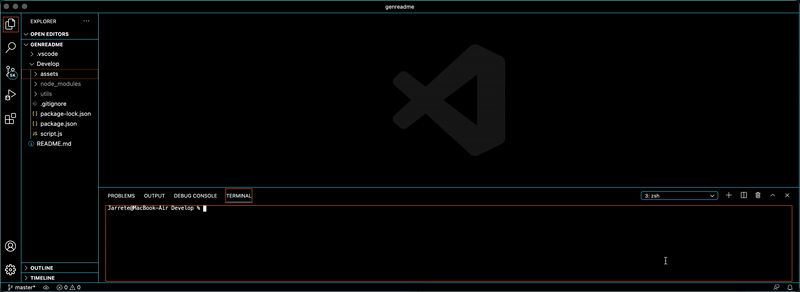 genreadme
EXPLORER
OPEN EDITORS
GENREADME
.vscode
Develop
assets
node_modules
utils
.gitignore
{ } package-lock.json
{ } package.json
JS script.js
README.md
OUTLINE
TIMELINE
PROBLEMS OUTPUT DEBUG CONSOLE TERMINAL
3: zsh
Jarrete@MacBook-Air Develop %
master* 0 0